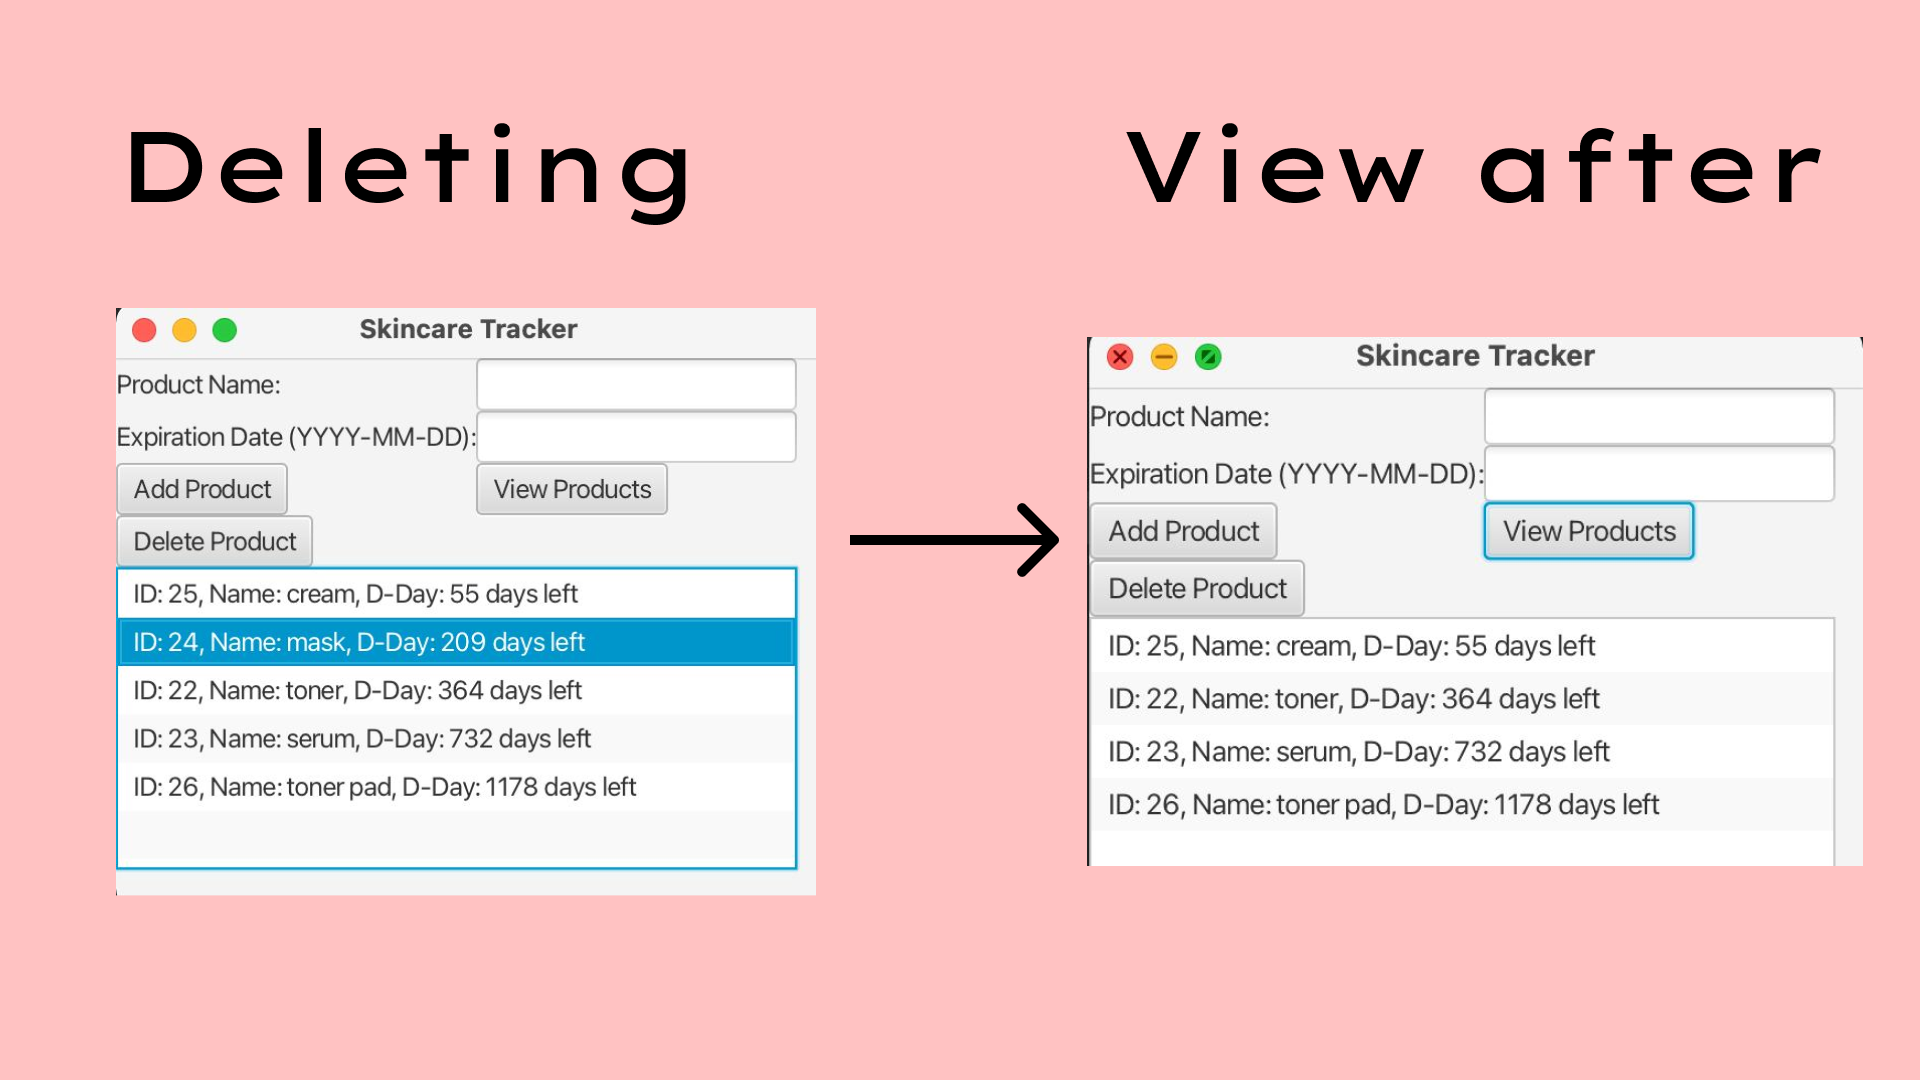 Deleting
Skincare Tracker
Product Name:
Expiration Date (YYYY-MM-DD):
Add Product View Products
Delete Product
ID: 25, Name: cream, D-Day: 55 days left
ID: 24, Name: mask, D-Day: 209 days left
ID: 22, Name: toner, D-Day: 364 days left
ID: 23, Name: serum, D-Day: 732 days left
ID: 26, Name: toner pad, D-Day: 1178 days left
View after
Skincare Tracker
Product Name:
Expiration Date (YYYY-MM-DD):
Add Product View Products
Delete Product
ID: 25, Name: cream, D-Day: 55 days left
ID: 22, Name: toner, D-Day: 364 days left
ID: 23, Name: serum, D-Day: 732 days left
ID: 26, Name: toner pad, D-Day: 1178 days left